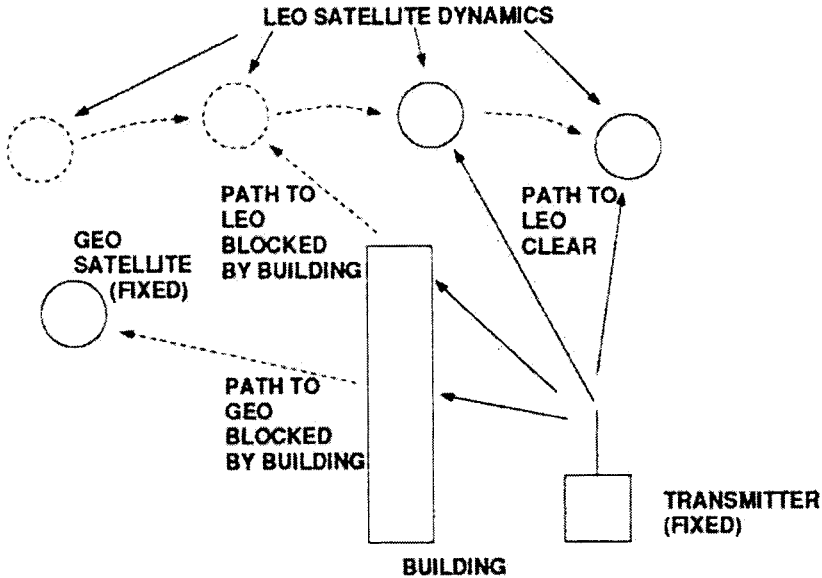 LEO SATELLITE DYNAMICS
PATH TO
LEO
BLOCKED
BY BUILDING
PATH TO
LEO
CLEAR
GEO
SATELLITE
(FIXED)
PATH TO
GEO
BLOCKED
BY BUILDING
TRANSMITTER
(FIXED)
BUILDING